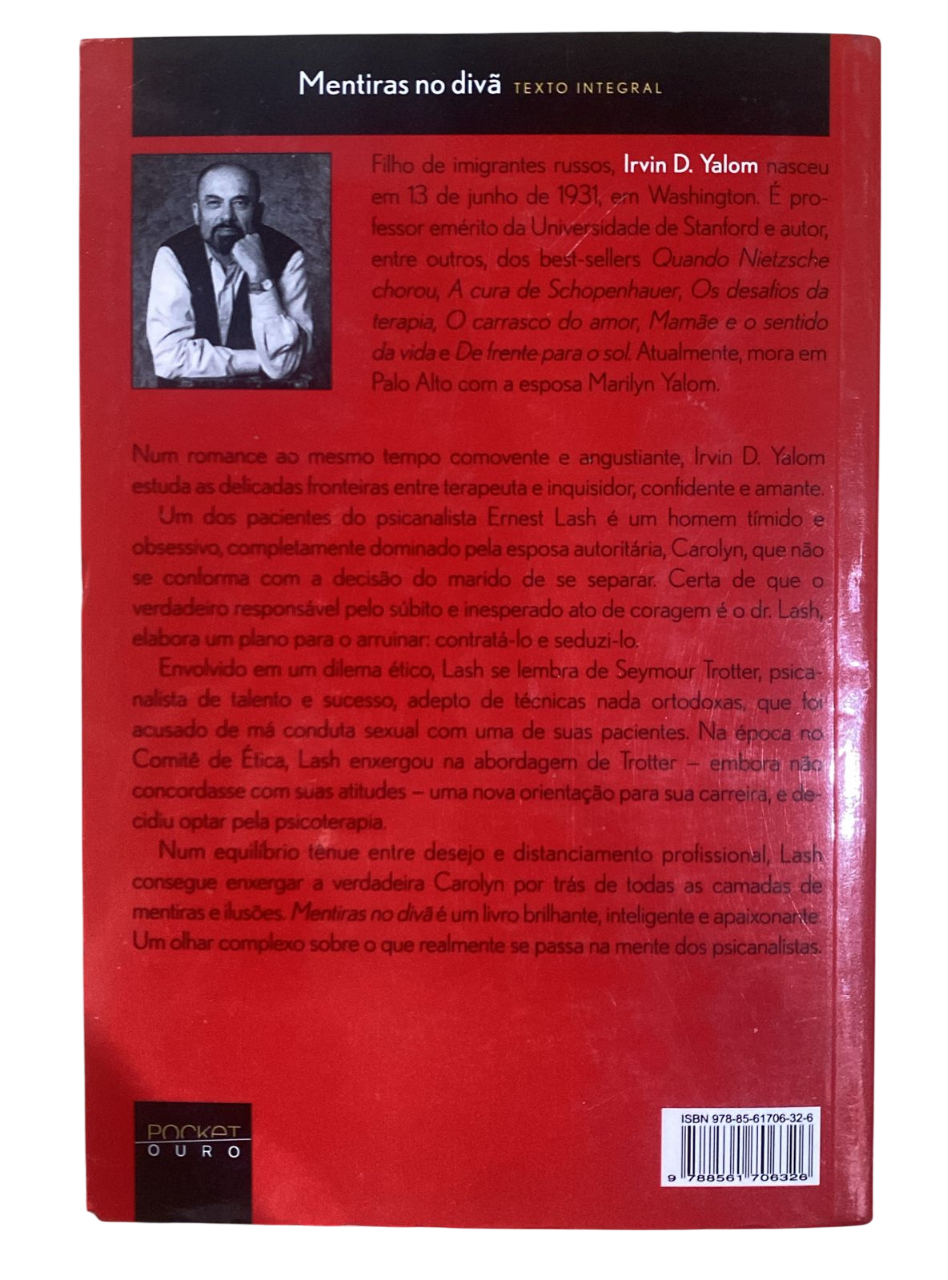 Mentiras no divã TEXTO INTEGRAL
Filho de imigrantes russos, Irvin D. Yalom nasceu
em 13 de junho de 1931, em Washington. É pro-
fessor emérito da Universidade de Stanford e autor,
entre outros, dos best-sellers Quando Nietzsche
chorou, A cura de Schopenhauer, Os desafios da
terapia, O carrasco do amor, Mamãe e o sentido
da vida e De frente para o sol. Atualmente, mora em
Palo Alto com a esposa Marilyn Yalom.
Num romance ao mesmo tempo comovente e angustiante, Irvin D. Yalom
estuda as delicadas fronteiras entre terapeuta e inquisidor, confidente e amante.
Um dos pacientes do psicanalista Ernest Lash é um homem tímido e
obsessivo, completamente dominado pela esposa autoritária, Carolyn, que não
se conforma com a decisão do marido de se separar. Certa de que o
verdadeiro responsável pelo súbito e inesperado ato de coragem é o dr. Lash,
elabora um plano para o arruinar: contratá-lo e seduzi-lo.
Envolvido em um dilema ético, Lash se lembra de Seymour Trotter, psica-
nalista de talento e sucesso, adepto de técnicas nada ortodoxas, que foi
acusado de má conduta sexual com uma de suas pacientes. Na época no
Comitê de Ética, Lash enxergou na abordagem de Trotter – embora não
concordasse com suas atitudes – uma nova orientação para sua carreira, e de-
cidiu optar pela psicoterapia.
Num equilíbrio tênue entre desejo e distanciamento profissional, Lash
consegue enxergar a verdadeira Carolyn por trás de todas as camadas de
mentiras e ilusões. Mentiras no divã é um livro brilhante, inteligente e apaixonante.
Um olhar complexo sobre o que realmente se passa na mente dos psicanalistas.
POCKET
OURO
ISBN 978-85-61706-32-6
9 788561 706326